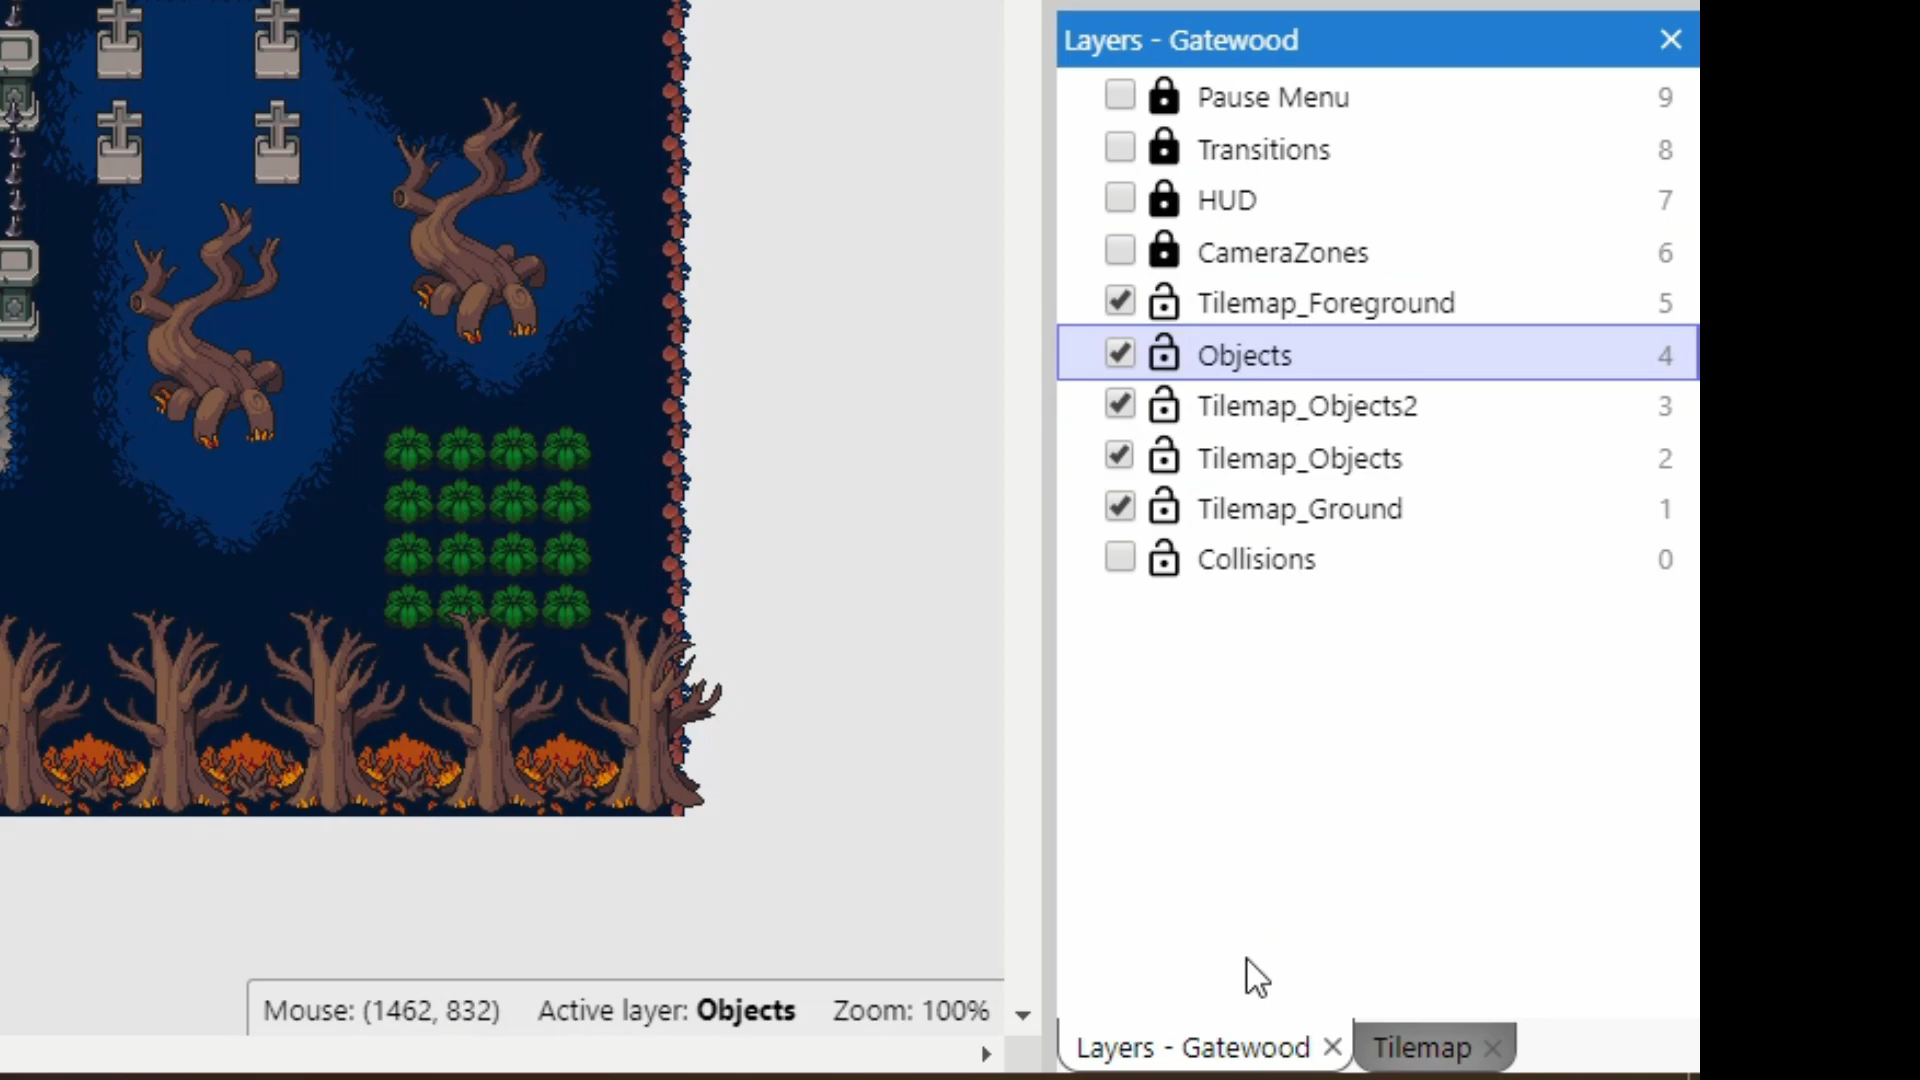 Layers - Gatewood
Pause Menu 9
Transitions 8
HUD 7
CameraZones 6
Tilemap_Foreground 5
Objects 4
Tilemap_Objects2 3
Tilemap_Objects 2
Tilemap_Ground 1
Collisions 0
Mouse: (1462, 832) Active layer: Objects Zoom: 100%
Layers - Gatewood Tilemap